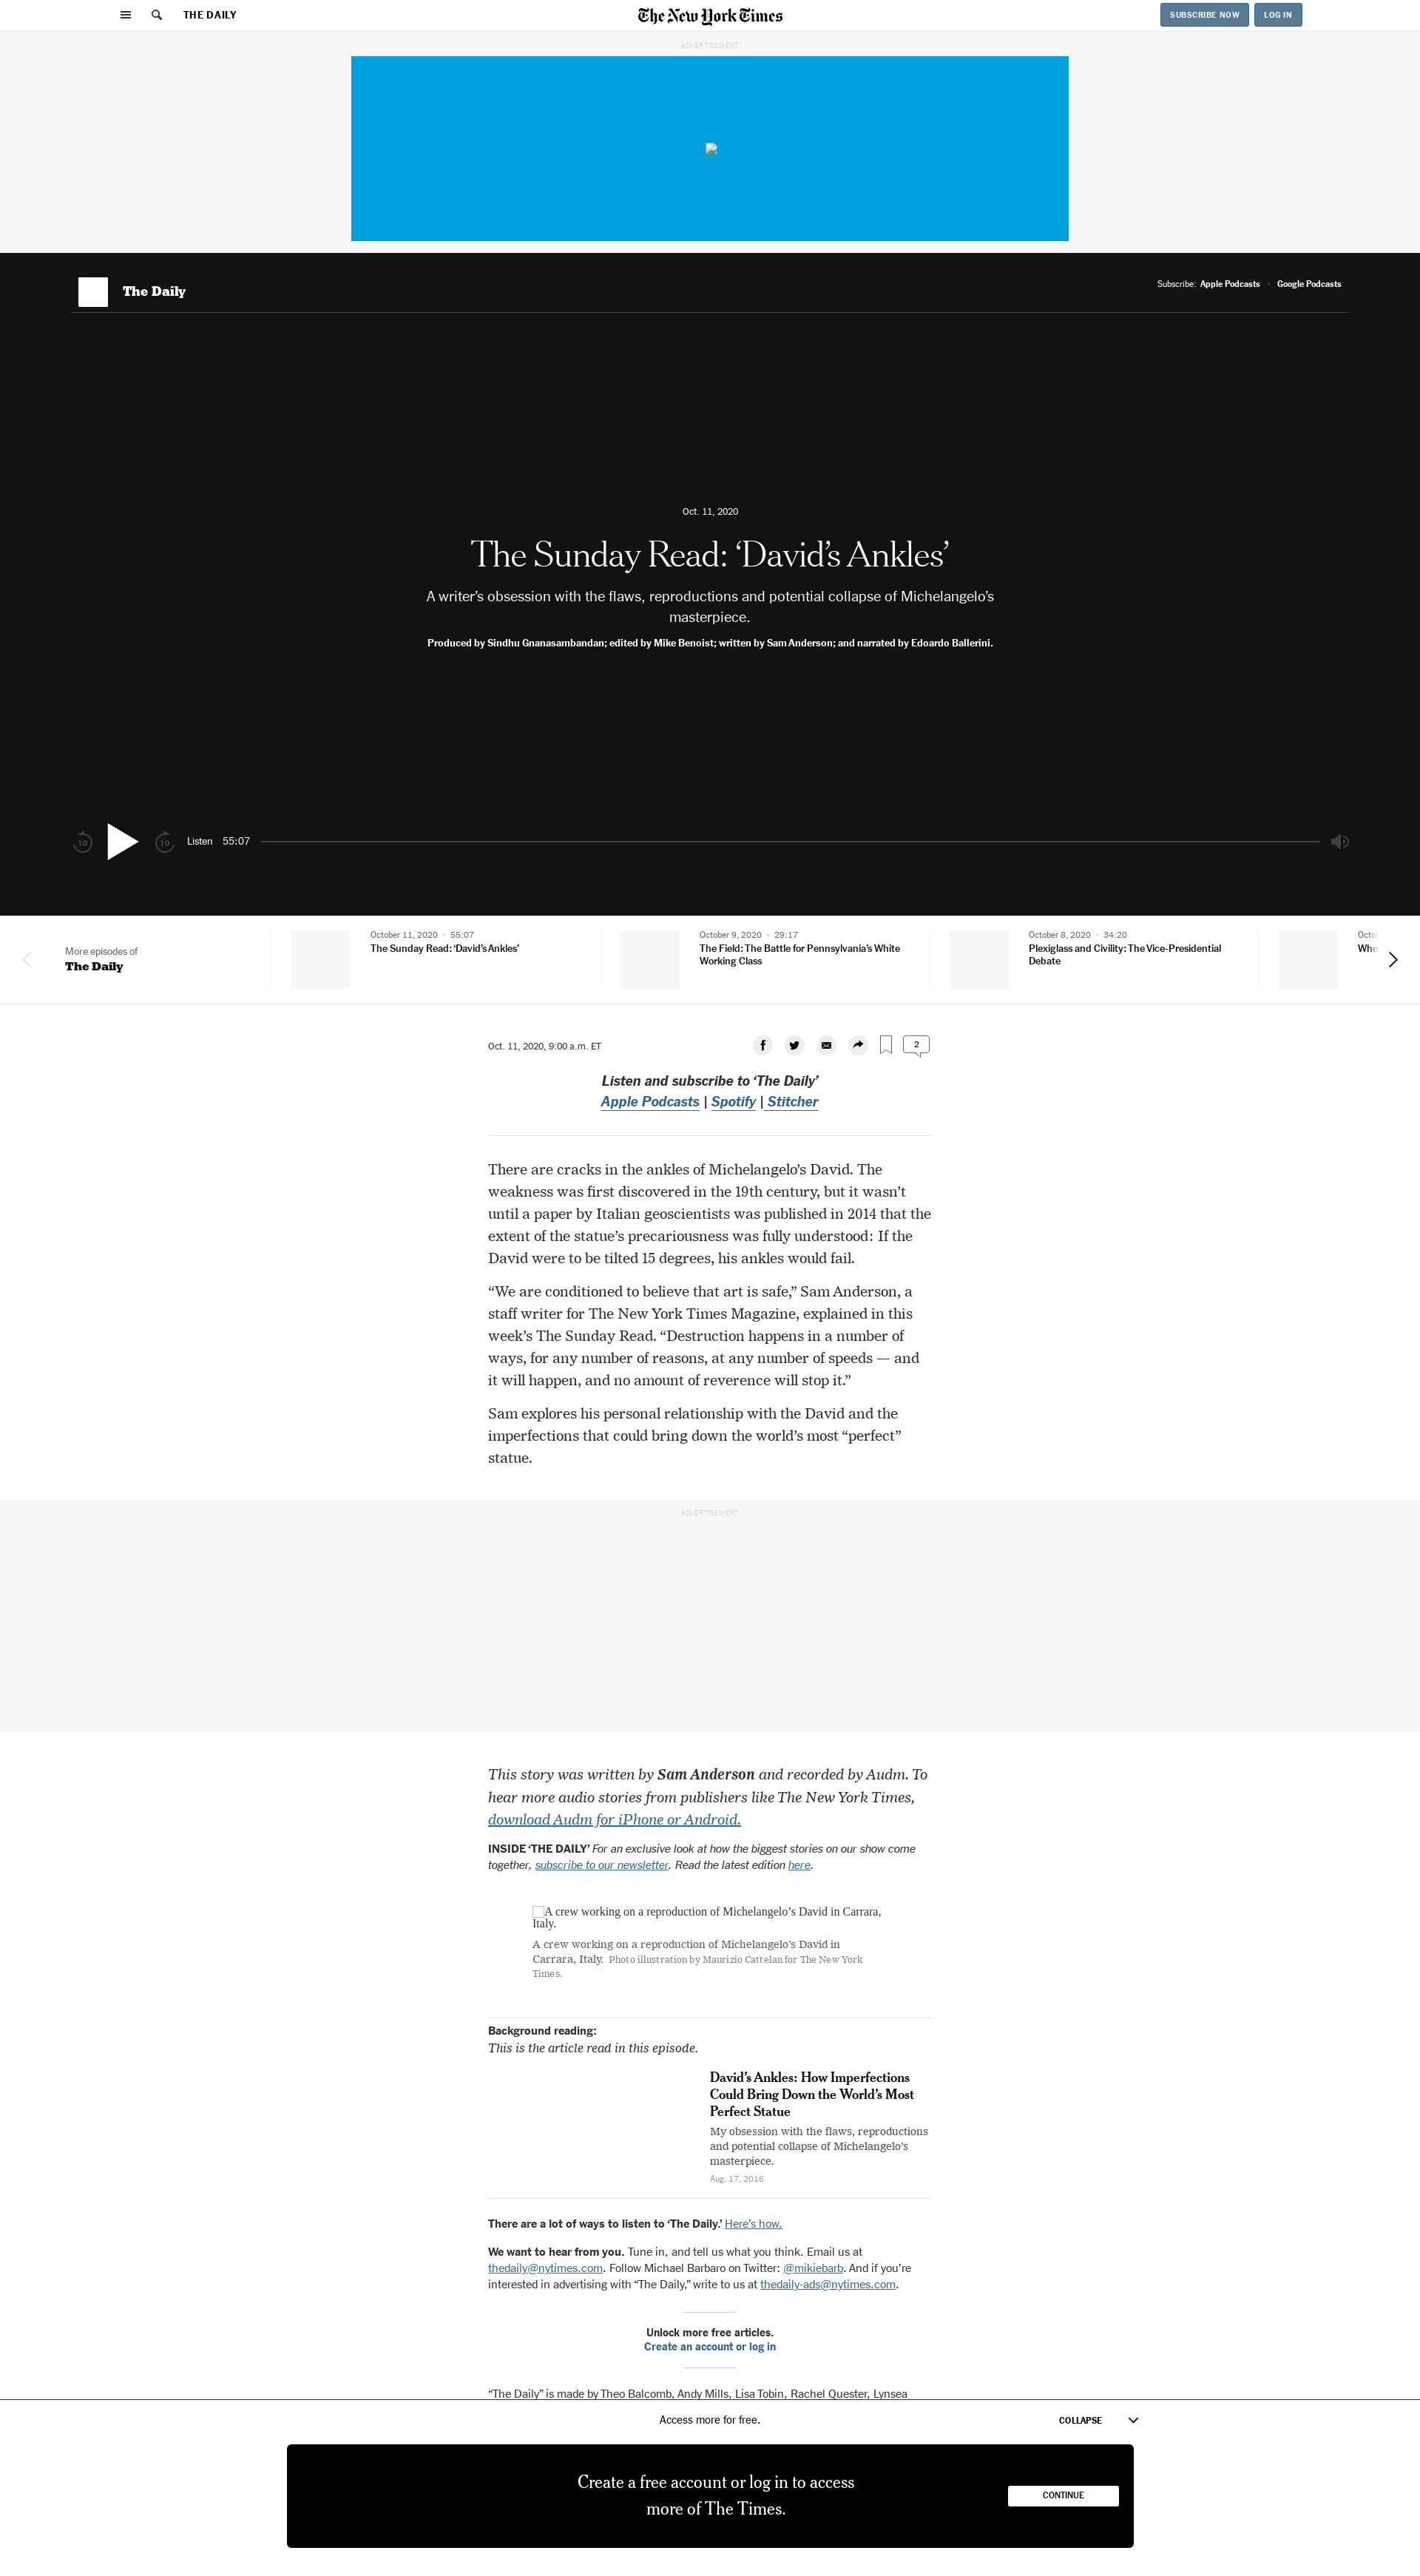 THE DAILY
The New York Times
SUBSCRIBE NOW
LOG IN
ADVERTISEMENT
The Daily
Subscribe: Apple Podcasts • Google Podcasts
Oct. 11, 2020
The Sunday Read: ‘David’s Ankles’
A writer’s obsession with the flaws, reproductions and potential collapse of Michelangelo’s
masterpiece.
Produced by Sindhu Gnanasambandan; edited by Mike Benoist; written by Sam Anderson; and narrated by Edoardo Ballerini.
10
10
Listen 55:07
More episodes of
The Daily
October 11, 2020 • 55:07
The Sunday Read: ‘David’s Ankles’
October 9, 2020 • 29:17
The Field: The Battle for Pennsylvania’s White
Working Class
October 8, 2020 • 34:20
Plexiglass and Civility: The Vice-Presidential
Debate
Octo
Whe
Oct. 11, 2020, 9:00 a.m. ET
2
Listen and subscribe to ‘The Daily’
Apple Podcasts | Spotify | Stitcher
There are cracks in the ankles of Michelangelo’s David. The
weakness was first discovered in the 19th century, but it wasn’t
until a paper by Italian geoscientists was published in 2014 that the
extent of the statue’s precariousness was fully understood: If the
David were to be tilted 15 degrees, his ankles would fail.
“We are conditioned to believe that art is safe,” Sam Anderson, a
staff writer for The New York Times Magazine, explained in this
week’s The Sunday Read. “Destruction happens in a number of
ways, for any number of reasons, at any number of speeds — and
it will happen, and no amount of reverence will stop it.”
Sam explores his personal relationship with the David and the
imperfections that could bring down the world’s most “perfect”
statue.
ADVERTISEMENT
This story was written by Sam Anderson and recorded by Audm. To
hear more audio stories from publishers like The New York Times,
download Audm for iPhone or Android.
INSIDE ‘THE DAILY’ For an exclusive look at how the biggest stories on our show come
together, subscribe to our newsletter. Read the latest edition here.
A crew working on a reproduction of Michelangelo’s David in Carrara,
Italy.
A crew working on a reproduction of Michelangelo’s David in
Carrara, Italy. Photo illustration by Maurizio Cattelan for The New York
Times.
Background reading:
This is the article read in this episode.
David’s Ankles: How Imperfections
Could Bring Down the World’s Most
Perfect Statue
My obsession with the flaws, reproductions
and potential collapse of Michelangelo’s
masterpiece.
Aug. 17, 2016
There are a lot of ways to listen to ‘The Daily.’ Here’s how.
We want to hear from you. Tune in, and tell us what you think. Email us at
thedaily@nytimes.com. Follow Michael Barbaro on Twitter: @mikiebarb. And if you’re
interested in advertising with “The Daily,” write to us at thedaily-ads@nytimes.com.
Unlock more free articles.
Create an account or log in
“The Daily” is made by Theo Balcomb, Andy Mills, Lisa Tobin, Rachel Quester, Lynsea
Access more for free.
COLLAPSE
Create a free account or log in to access
more of The Times.
CONTINUE